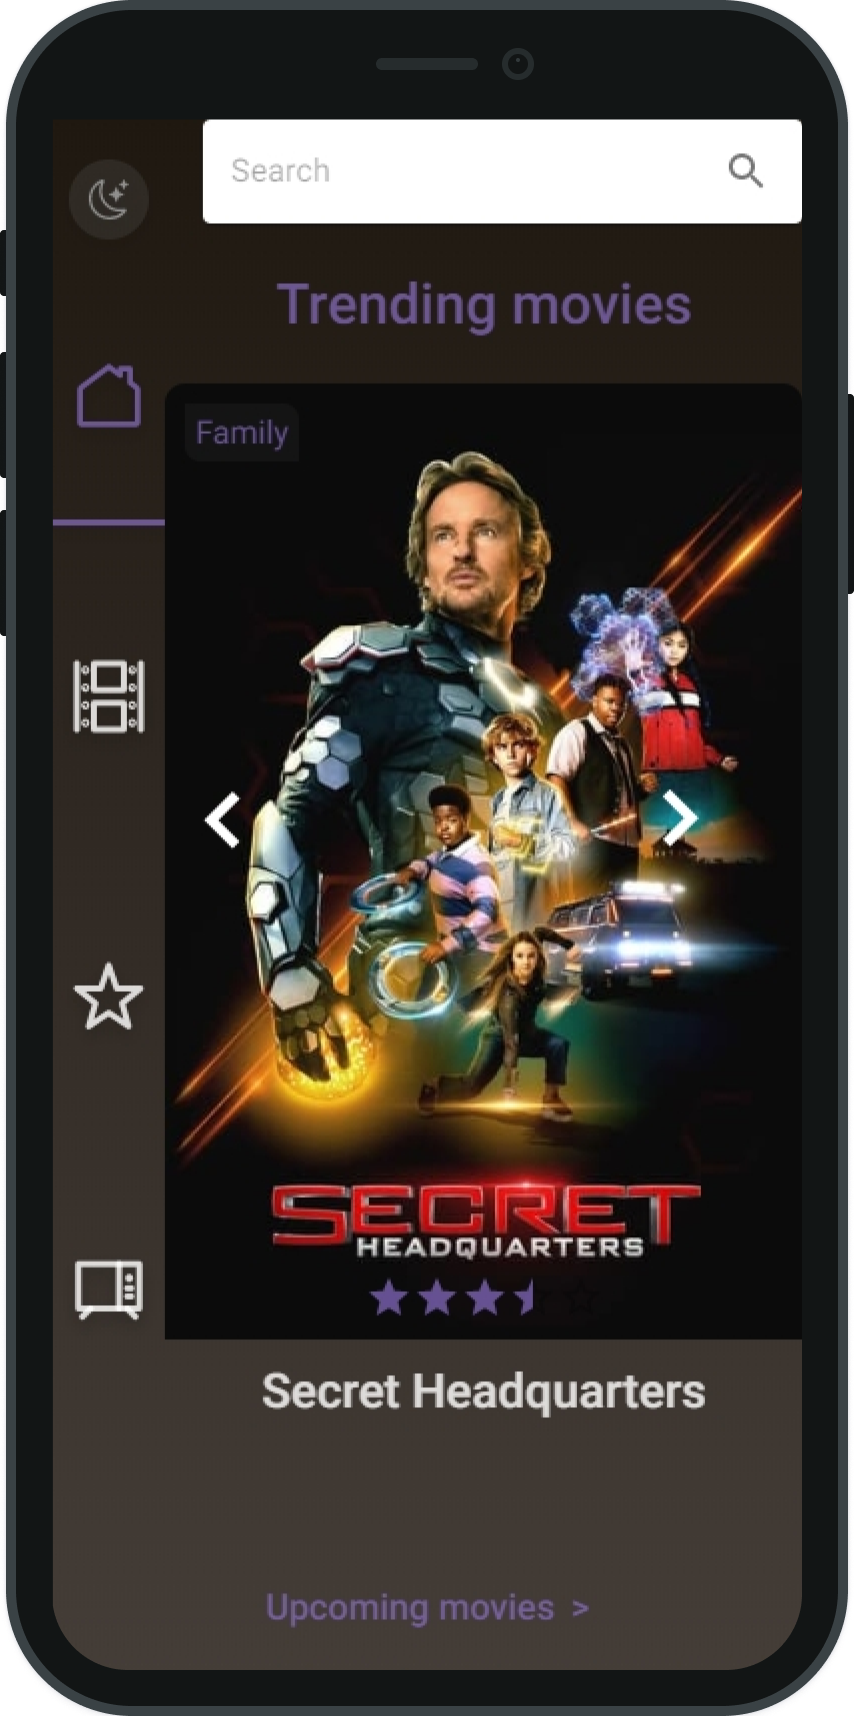 Search
Trending movies
Family
SECRET
HEADQUARTERS
Secret Headquarters
Upcoming movies >